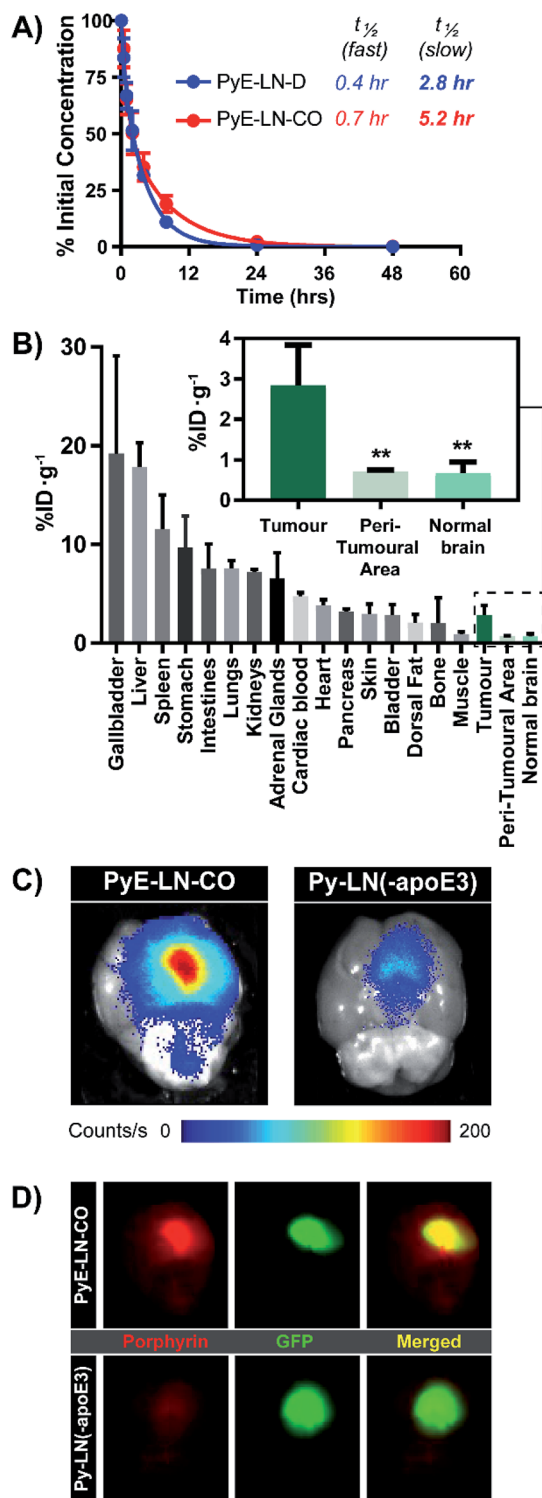 A)
t½ (fast)
t½ (slow)
PyE-LN-D 0.4 hr 2.8 hr
PyE-LN-CO 0.7 hr 5.2 hr
% Initial Concentration
100
75
50
25
0
0 12 24 36 48 60
Time (hrs)
B)
%ID·g⁻¹
30
20
10
0
%ID·g⁻¹
4
3
2
1
0
**
**
Tumour
Peri-Tumoural Area
Normal brain
Gallbladder
Liver
Spleen
Stomach
Intestines
Lungs
Kidneys
Adrenal Glands
Cardiac blood
Heart
Pancreas
Skin
Bladder
Dorsal Fat
Bone
Muscle
Tumour
Peri-Tumoural Area
Normal brain
C)
PyE-LN-CO
Py-LN(-apoE3)
Counts/s 0 200
D)
PyE-LN-CO
Porphyrin GFP Merged
Py-LN(-apoE3)